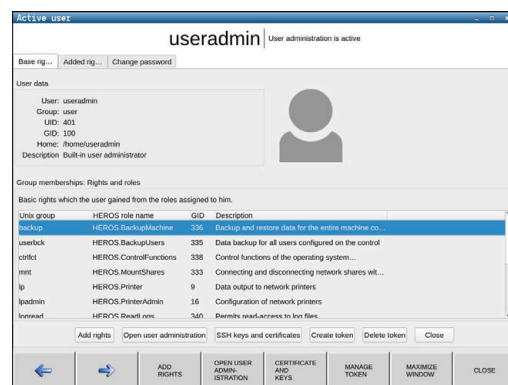 Active user
useradmin User administration is active
Base rig... Added rig... Change password
User data
User: useradmin
Group: user
UID: 401
GID: 100
Home: /home/useradmin
Description Built-in user administrator
Group memberships: Rights and roles
Basic rights which the user gained from the roles assigned to him.
Unix group HEROS role name GID Description
backup HEROS.BackupMachine 336 Backup and restore data for the entire machine co...
userbck HEROS.BackupUsers 335 Data backup for all users configured on the control
ctrlfct HEROS.ControlFunctions 338 Control functions of the operating system...
mnt HEROS.MountShares 333 Connecting and disconnecting network shares wit...
lp HEROS.Printer 9 Data output to network printers
lpadmin HEROS.PrinterAdmin 16 Configuration of network printers
logread HEROS.ReadLogs 340 Permits read-access to log files
Add rights Open user administration SSH keys and certificates Create token Delete token Close
ADD RIGHTS
OPEN USER ADMIN- ISTRATION
CERTIFICATE AND KEYS
MANAGE TOKEN
MAXIMIZE WINDOW
CLOSE